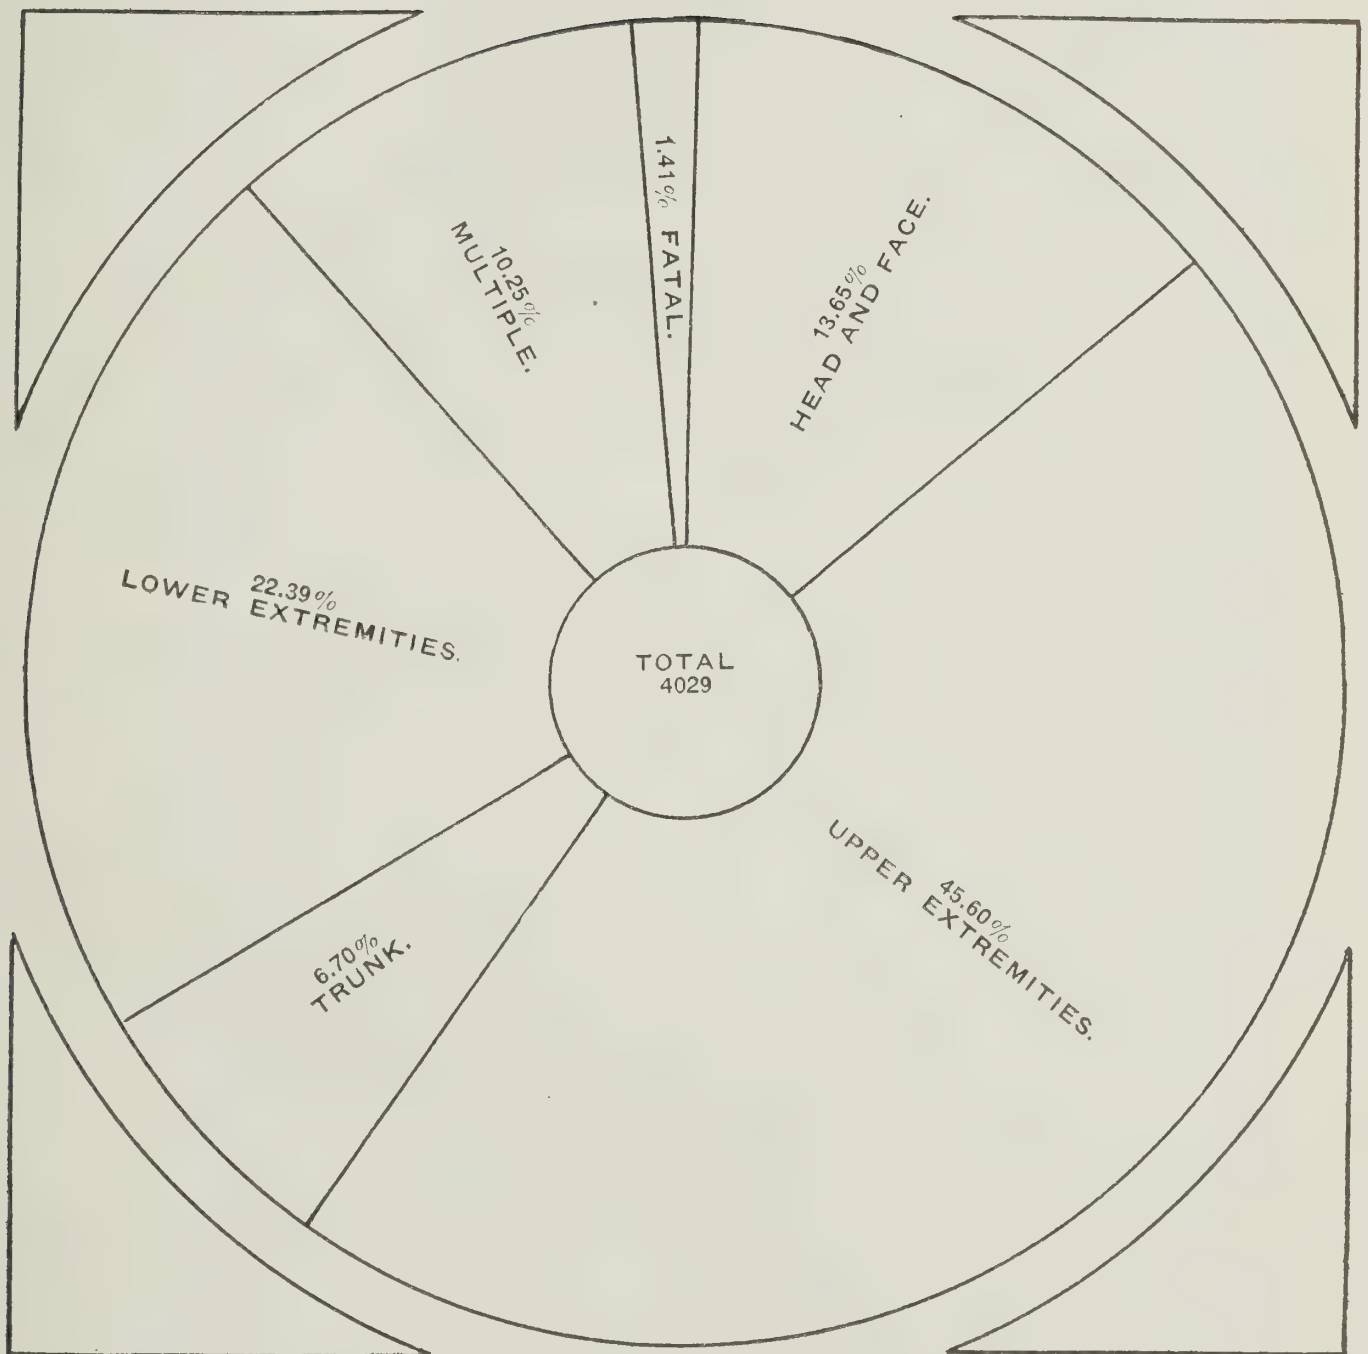 1.41% FATAL.
13.65%
HEAD AND FACE.
45.60%
UPPER EXTREMITIES.
6.70%
TRUNK.
22.39%
LOWER EXTREMITIES.
10.25%
MULTIPLE.
TOTAL
4029